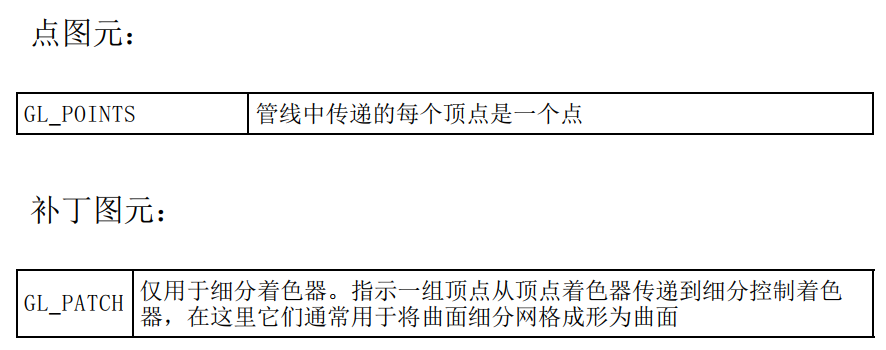 点图元：
GL_POINTS 管线中传递的每个顶点是一个点
补丁图元：
GL_PATCH 仅用于细分着色器。指示一组顶点从顶点着色器传递到细分控制着色
器，在这里它们通常用于将曲面细分网格成形为曲面